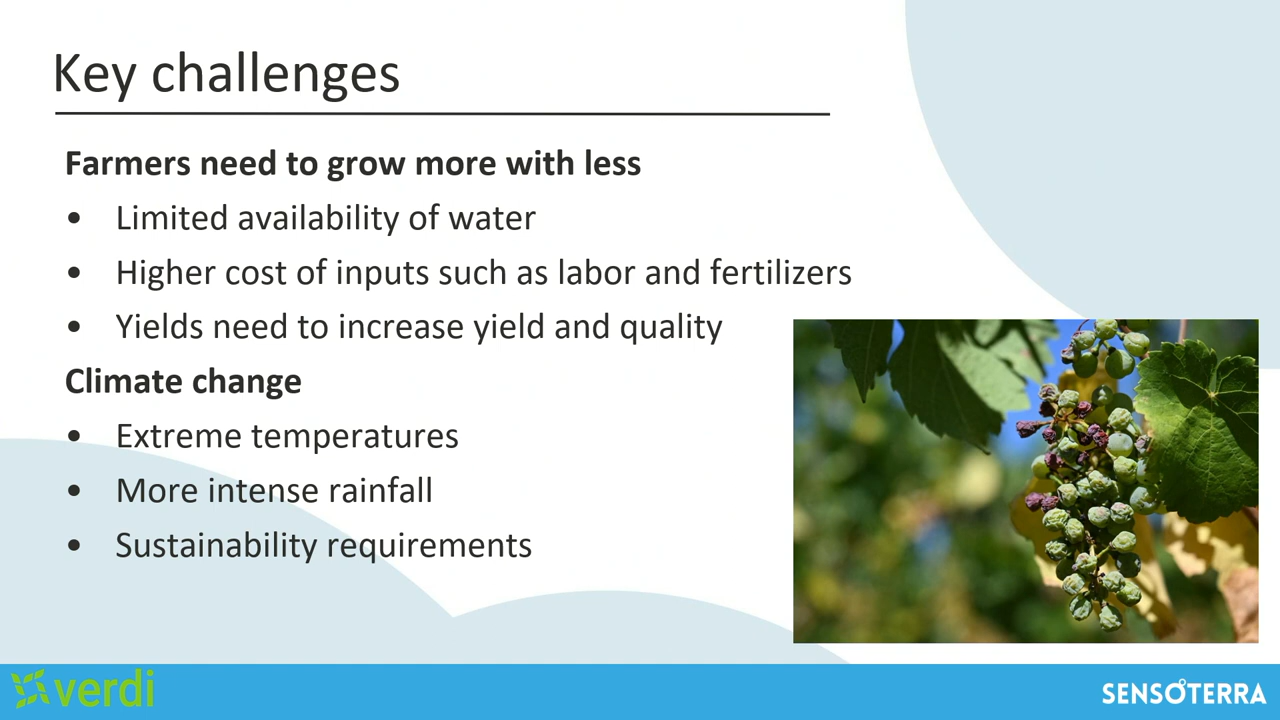 Key challenges
Farmers need to grow more with less
• Limited availability of water
• Higher cost of inputs such as labor and fertilizers
• Yields need to increase yield and quality
Climate change
• Extreme temperatures
• More intense rainfall
• Sustainability requirements
verdi
SENSOTERRA